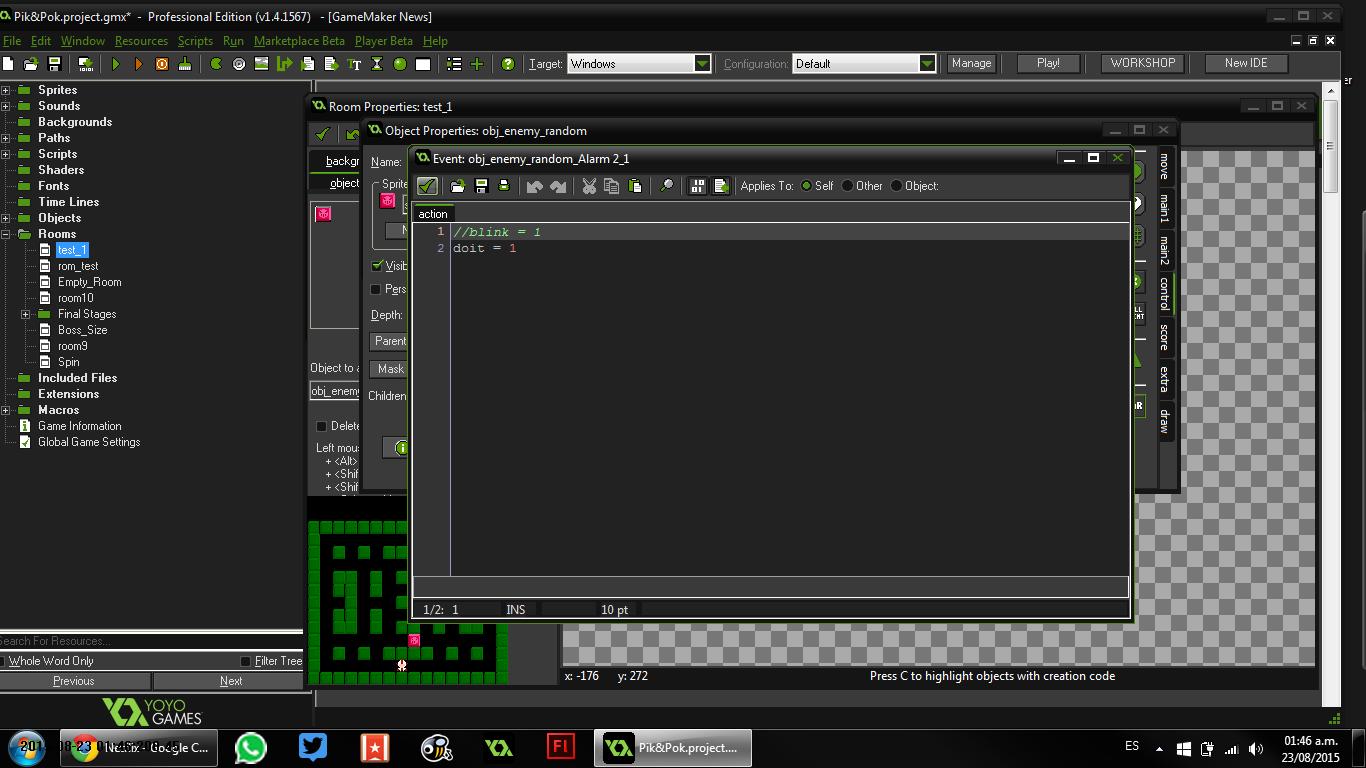 Pik&Pok.project.gmx* - Professional Edition (v1.4.1567) - [GameMaker News]
File Edit Window Resources Scripts Run Marketplace Beta Player Beta Help
Target: Windows Configuration: Default Manage Play! WORKSHOP New IDE
Sprites
Sounds
Backgrounds
Paths
Scripts
Shaders
Fonts
Time Lines
Objects
Rooms
test_1
rom_test
Empty_Room
room10
Final Stages
Boss_Size
room9
Spin
Included Files
Extensions
Macros
Game Information
Global Game Settings
Search For Resources...
Whole Word Only Filter Tree
Previous Next
YOYO
GAMES
Room Properties: test_1
backgr
object
Object to a
obj_enemy
Delete
Left mou
+ <Alt>
+ <Shif
+ <Shif
Object Properties: obj_enemy_random
Name:
Sprite
N
Visib
Pers
Depth:
Parent
Mask
Children
move
main1
main2
control
score
extra
draw
Event: obj_enemy_random_Alarm 2_1
Applies To: Self Other Object:
action
1 //blink = 1
2 doit = 1
1/2: 1 INS 10 pt
x: -176 y: 272 Press C to highlight objects with creation code
Netflix - Google C...
Fl
Pik&Pok.project....
ES
01:46 a.m.
23/08/2015